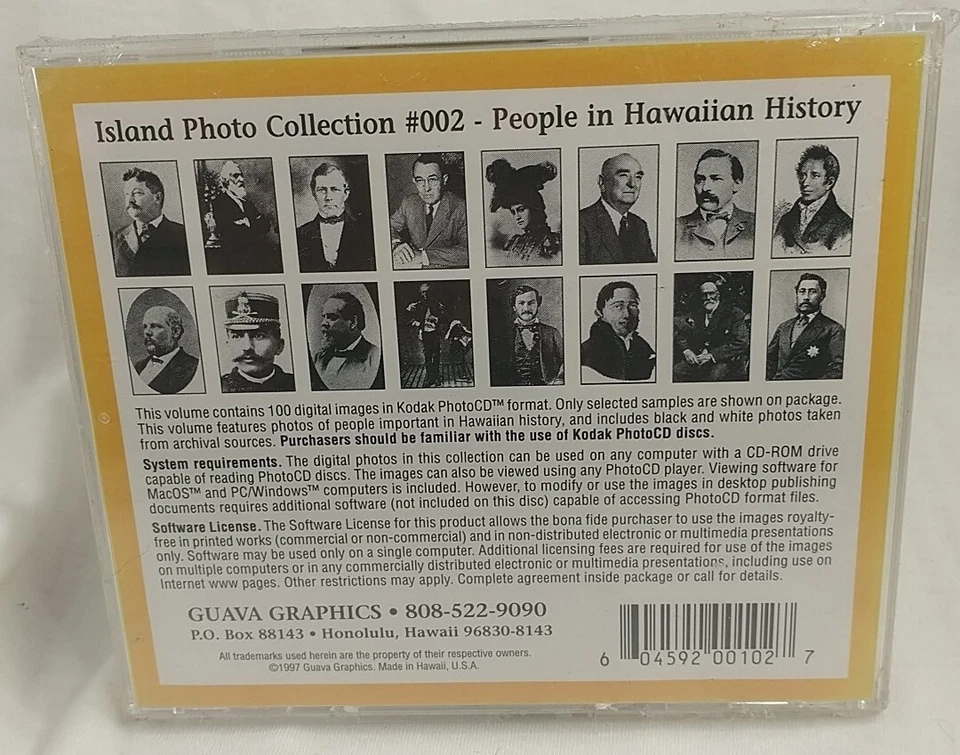 Island Photo Collection #002 - People in Hawaiian History
This volume contains 100 digital images in Kodak PhotoCD™ format. Only selected samples are shown on package.
This volume features photos of people important in Hawaiian history, and includes black and white photos taken
from archival sources. Purchasers should be familiar with the use of Kodak PhotoCD discs.
System requirements. The digital photos in this collection can be used on any computer with a CD-ROM drive
capable of reading PhotoCD discs. The images can also be viewed using any PhotoCD player. Viewing software for
MacOS™ and PC/Windows™ computers is included. However, to modify or use the images in desktop publishing
documents requires additional software (not included on this disc) capable of accessing PhotoCD format files.
Software License. The Software License for this product allows the bona fide purchaser to use the images royalty-
free in printed works (commercial or non-commercial) and in non-distributed electronic or multimedia presentations
only. Software may be used only on a single computer. Additional licensing fees are required for use of the images
on multiple computers or in any commercially distributed electronic or multimedia presentations, including use on
Internet www pages. Other restrictions may apply. Complete agreement inside package or call for details.
GUAVA GRAPHICS • 808-522-9090
P.O. Box 88143 • Honolulu, Hawaii 96830-8143
All trademarks used herein are the property of their respective owners.
©1997 Guava Graphics. Made in Hawaii, U.S.A.
6 04592 00102 7